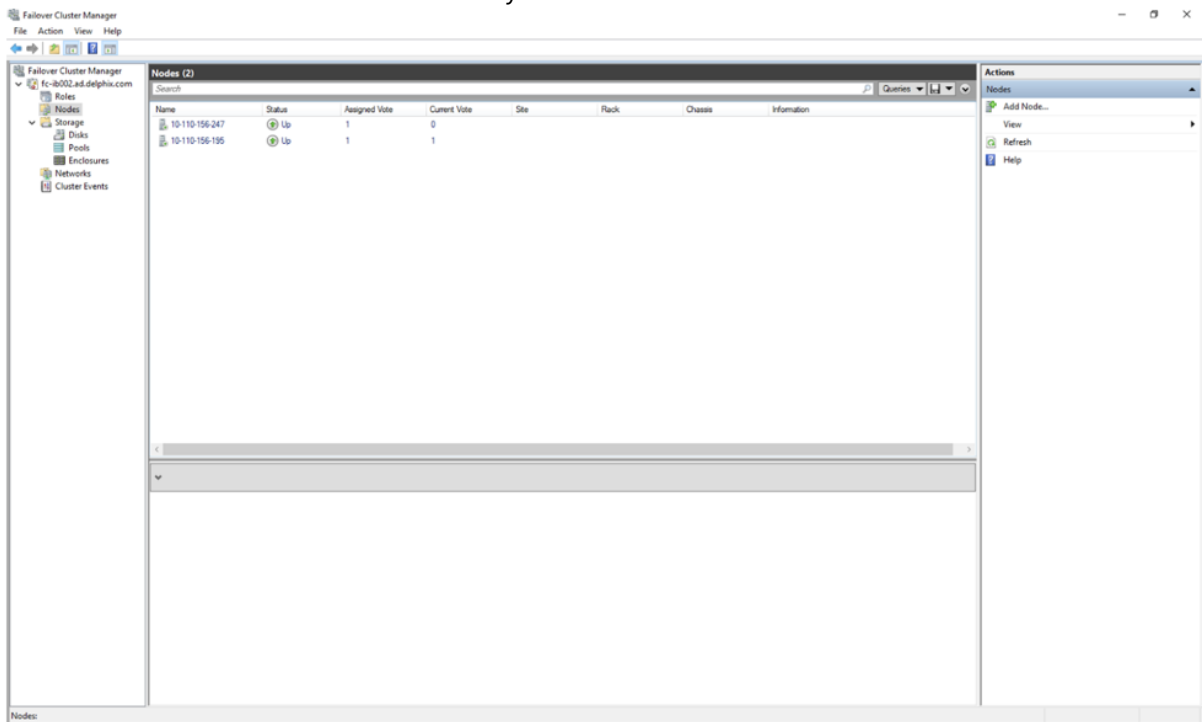 Failover Cluster Manager
File Action View Help
Failover Cluster Manager
fc-ib002.ad.delphix.com
Roles
Nodes
Storage
Disks
Pools
Enclosures
Networks
Cluster Events
Nodes (2)
Search
Queries
Name Status Assigned Vote Current Vote Site Rack Chassis Information
10-110-156-247 Up 1 0
10-110-156-195 Up 1 1
Actions
Nodes
Add Node...
View
Refresh
Help
Nodes: